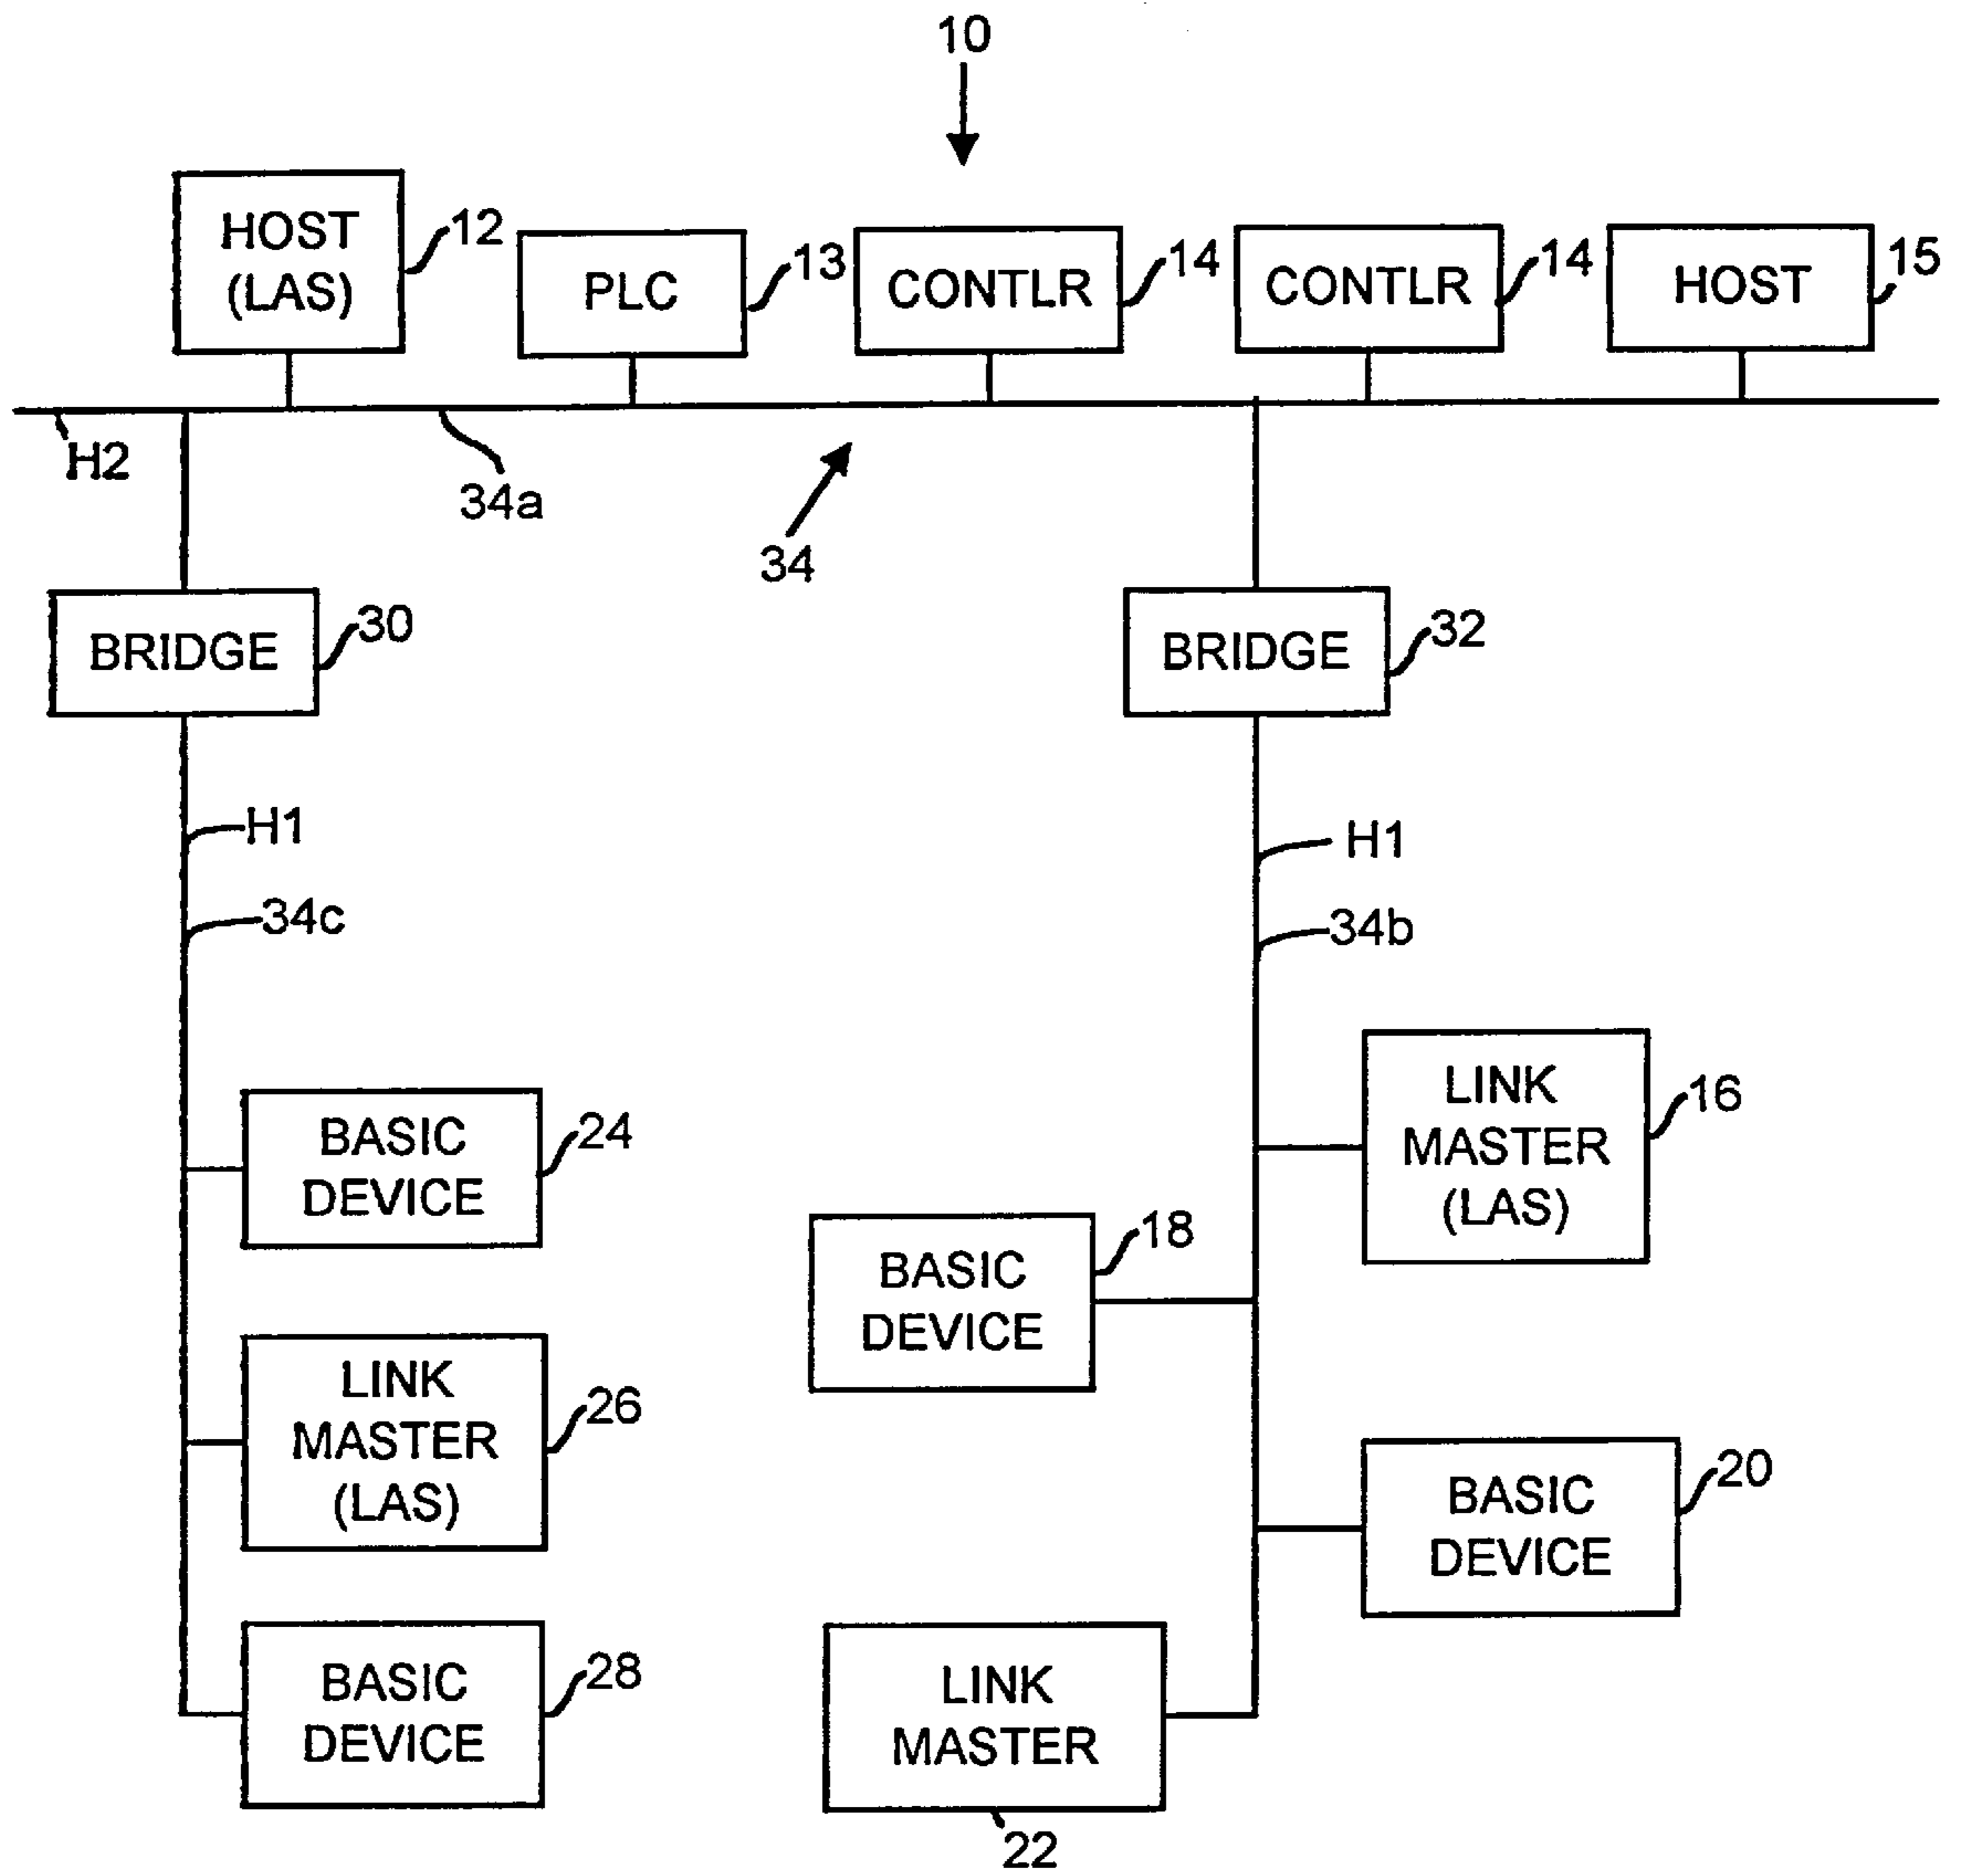 10
HOST
(LAS)
12
PLC
13
CONTLR
14
CONTLR
14
HOST
15
H2
34a
34
BRIDGE
30
BRIDGE
32
H1
34c
H1
34b
BASIC
DEVICE
24
LINK
MASTER
(LAS)
26
BASIC
DEVICE
28
LINK
MASTER
(LAS)
16
BASIC
DEVICE
18
BASIC
DEVICE
20
LINK
MASTER
22